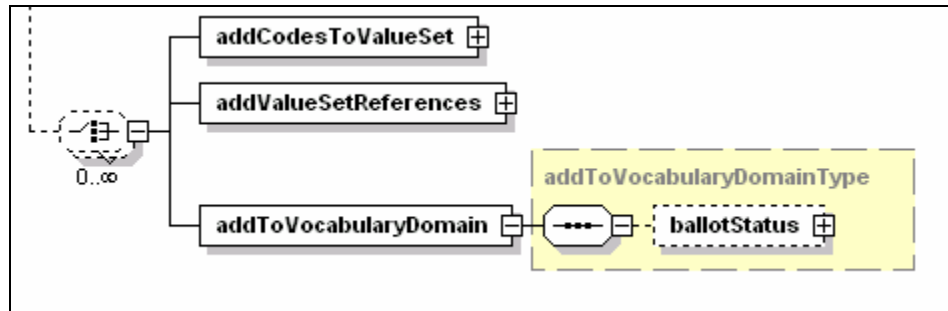 addCodesToValueSet
addValueSetReferences
0..∞
addToVocabularyDomainType
addToVocabularyDomain
ballotStatus